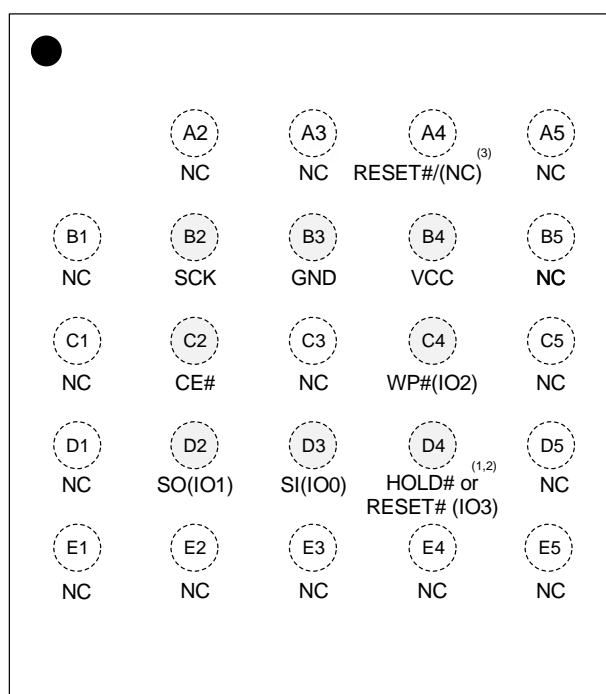 A2 A3 A4 A5
NC NC RESET#/(NC) (3) NC
B1 B2 B3 B4 B5
NC SCK GND VCC NC
C1 C2 C3 C4 C5
NC CE# NC WP#(IO2) NC
D1 D2 D3 D4 D5
NC SO(IO1) SI(IO0) HOLD# or (1,2) NC
RESET# (IO3)
E1 E2 E3 E4 E5
NC NC NC NC NC